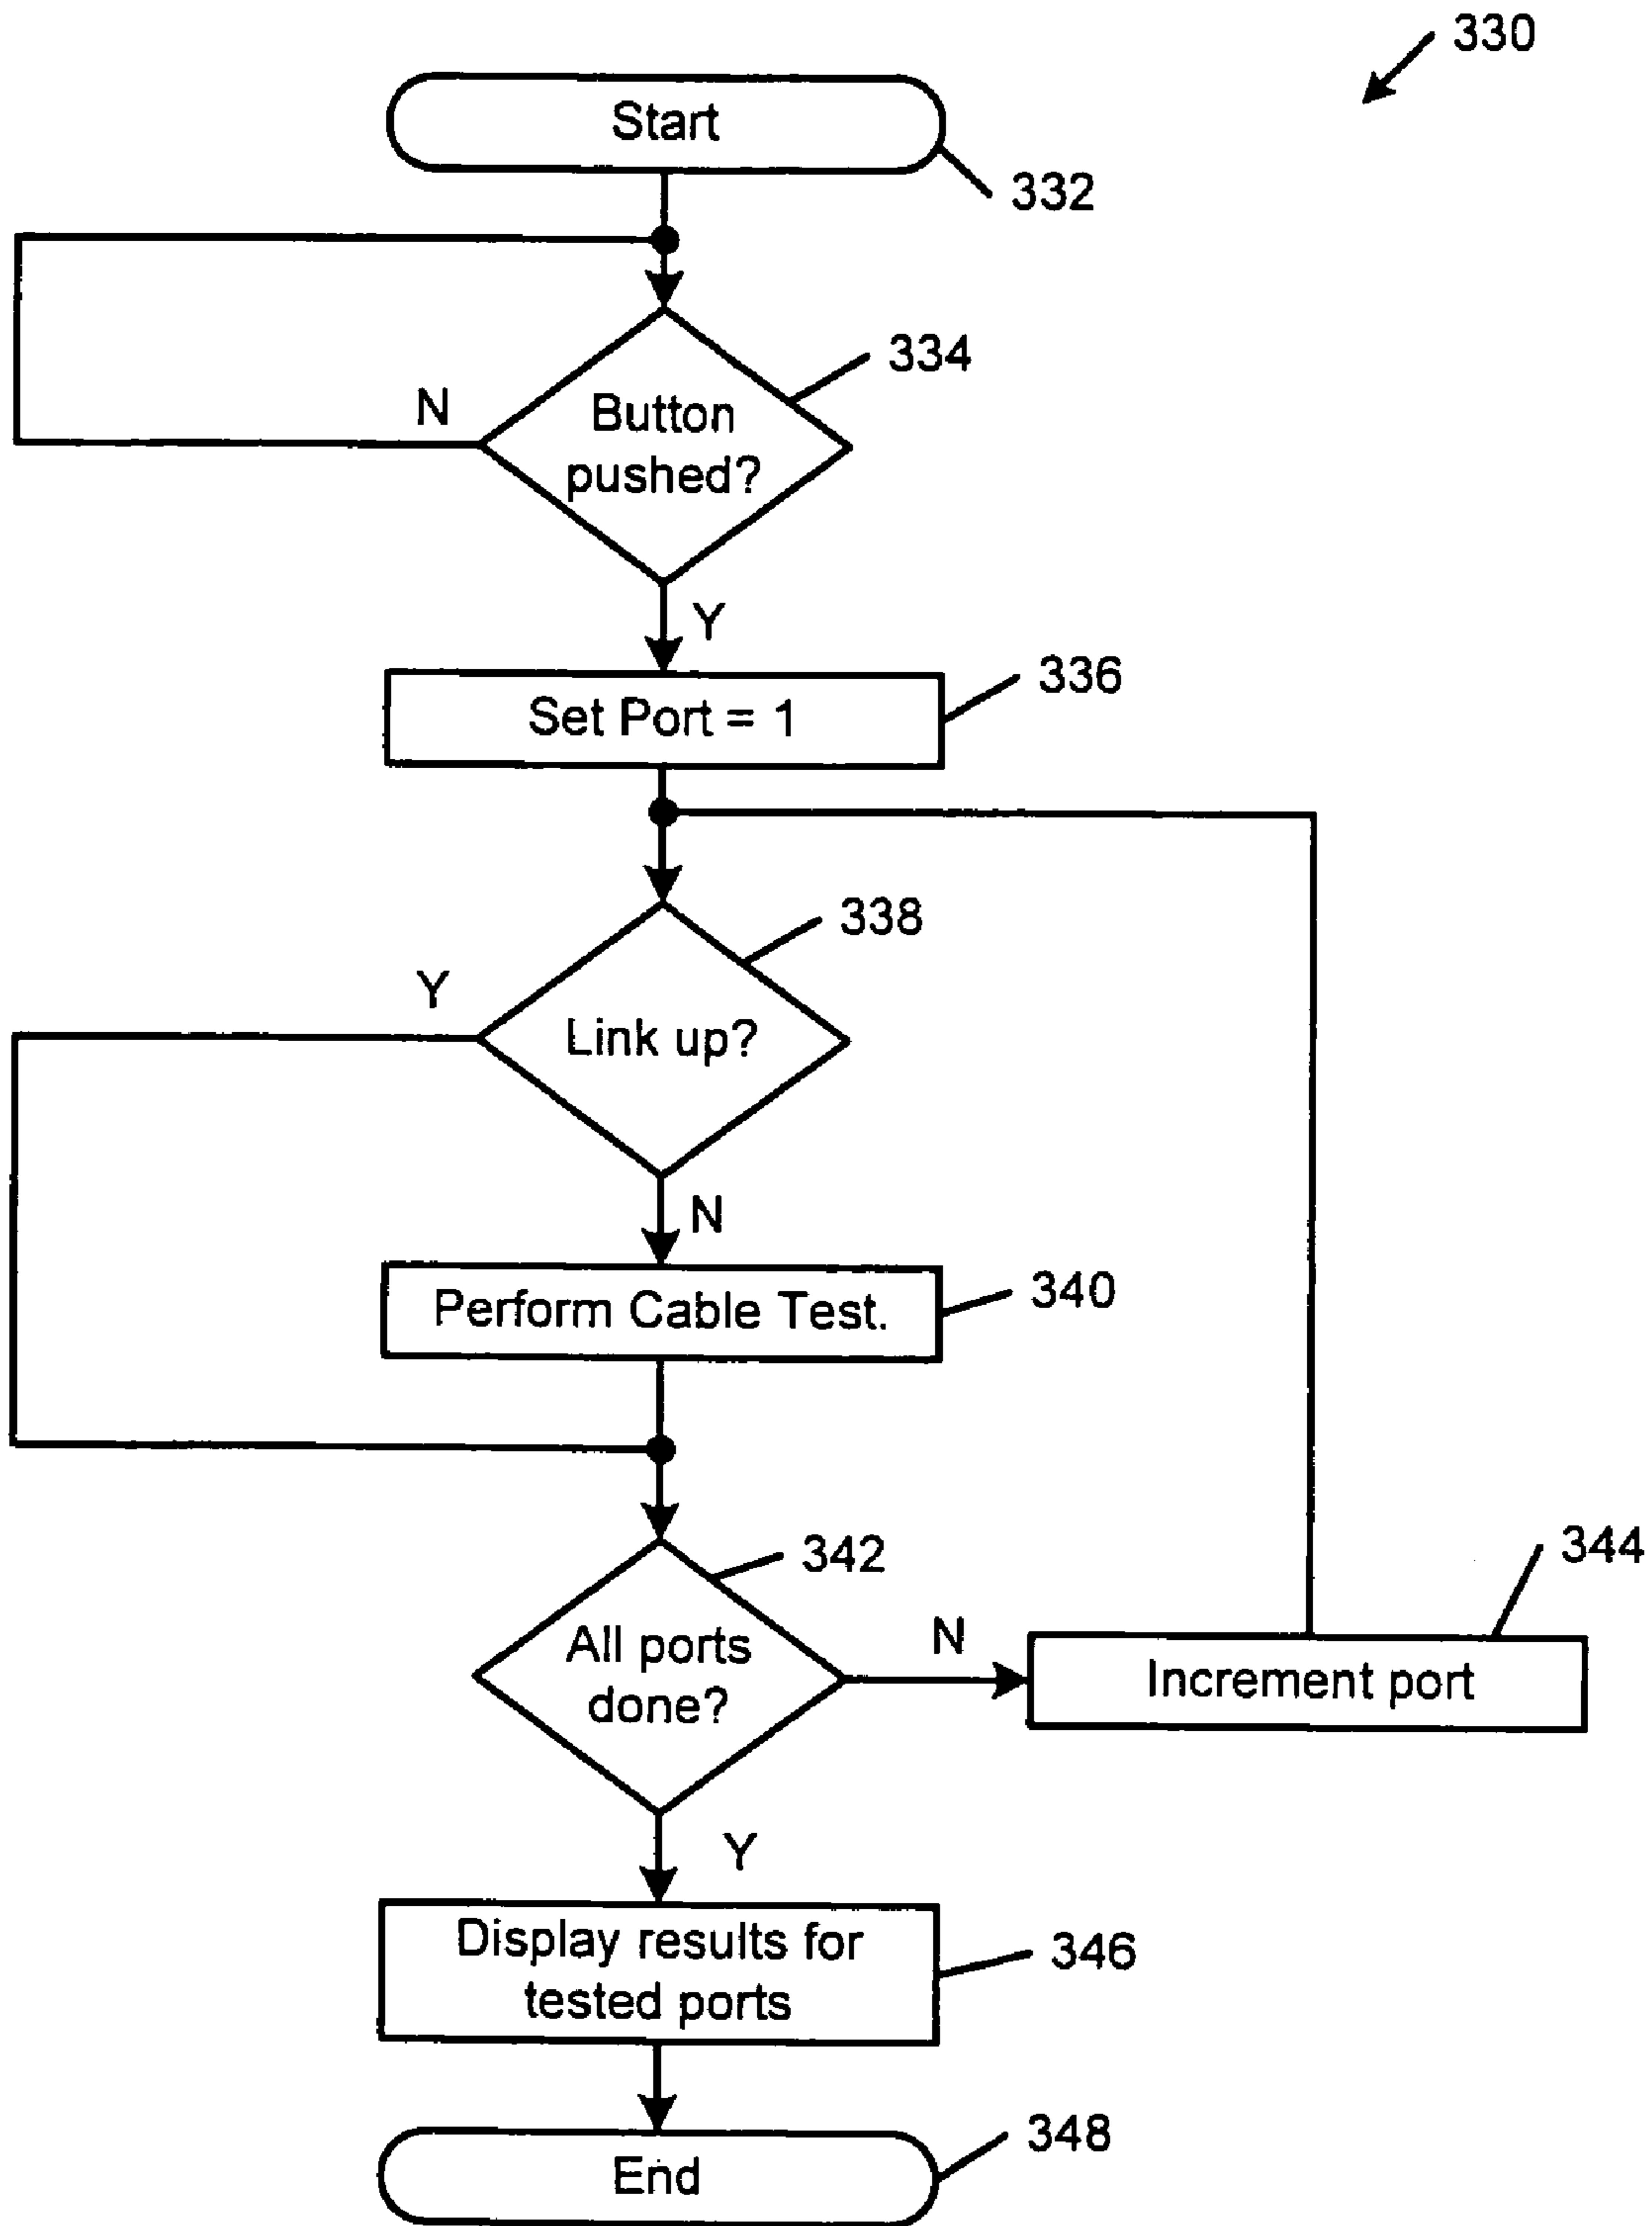 330
Start
332
334
N
Button
pushed?
Y
336
Set Port = 1
338
Y
Link up?
N
340
Perform Cable Test.
342
344
All ports
done?
N
Increment port
Y
Display results for
tested ports
346
348
End